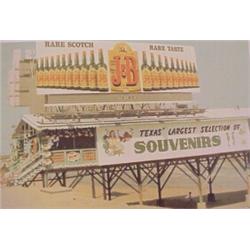 RARE SCOTCH
RARE TASTE
J&B
TEXAS' LARGEST SELECTION OF
SOUVENIRS